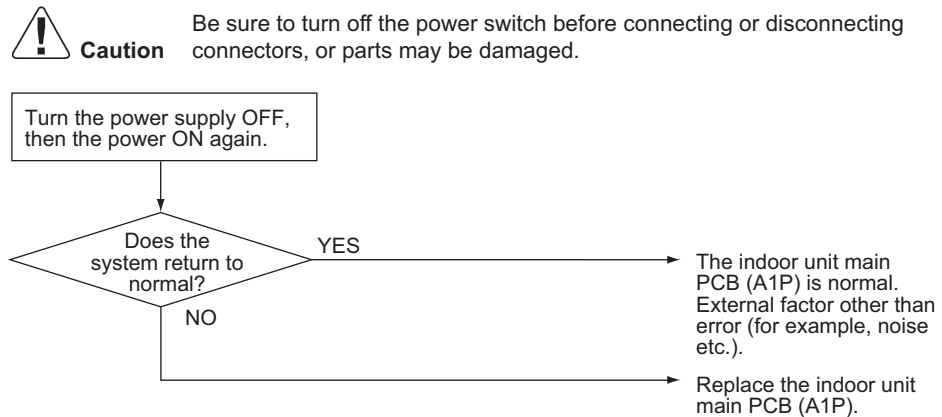 Be sure to turn off the power switch before connecting or disconnecting
Caution connectors, or parts may be damaged.
Turn the power supply OFF,
then the power ON again.
Does the
system return to
normal?
YES
NO
The indoor unit main
PCB (A1P) is normal.
External factor other than
error (for example, noise
etc.).
Replace the indoor unit
main PCB (A1P).